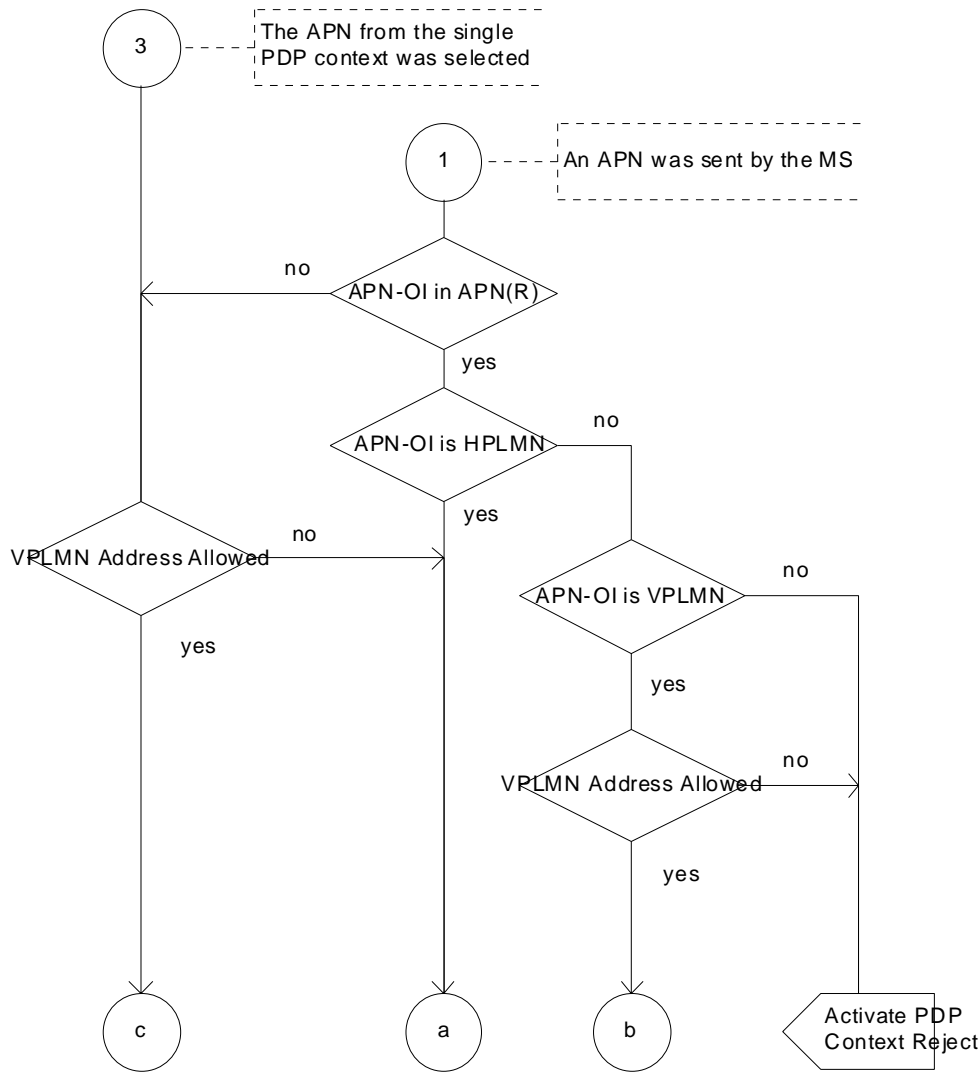 3
The APN from the single
PDP context was selected
1
An APN was sent by the MS
no
APN-OI in APN(R)
yes
no
APN-OI is HPLMN
yes
no
VPLMN Address Allowed
no
APN-OI is VPLMN
yes
yes
no
VPLMN Address Allowed
yes
c
a
b
Activate PDP
Context Reject